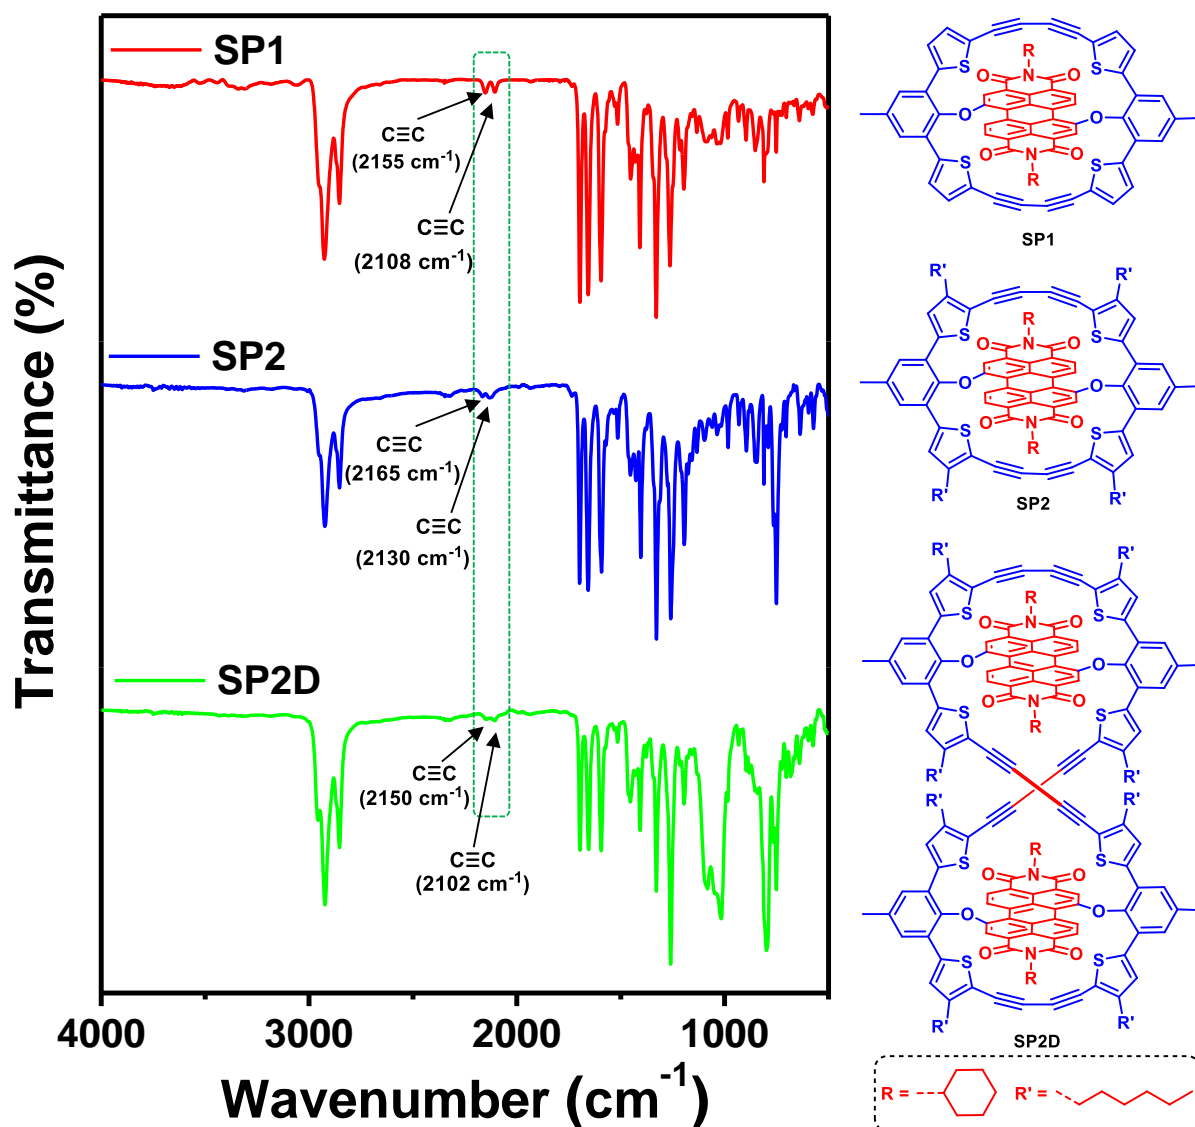 Transmittance (%)
SP1
C≡C
(2155 cm⁻¹)
C≡C
(2108 cm⁻¹)
SP2
C≡C
(2165 cm⁻¹)
C≡C
(2130 cm⁻¹)
SP2D
C≡C
(2150 cm⁻¹)
C≡C
(2102 cm⁻¹)
4000 3000 2000 1000
Wavenumber (cm⁻¹)
S S
R
O N O
O O
O N O
R
S S
SP1
R' R'
S S
R
O N O
O O
O N O
R
S S
R' R'
SP2
R' R'
S S
R
O N O
O O
O N O
R
S S
R' R'
R' R'
S S
R
O N O
O O
O N O
R
S S
R' R'
SP2D
R = R' =